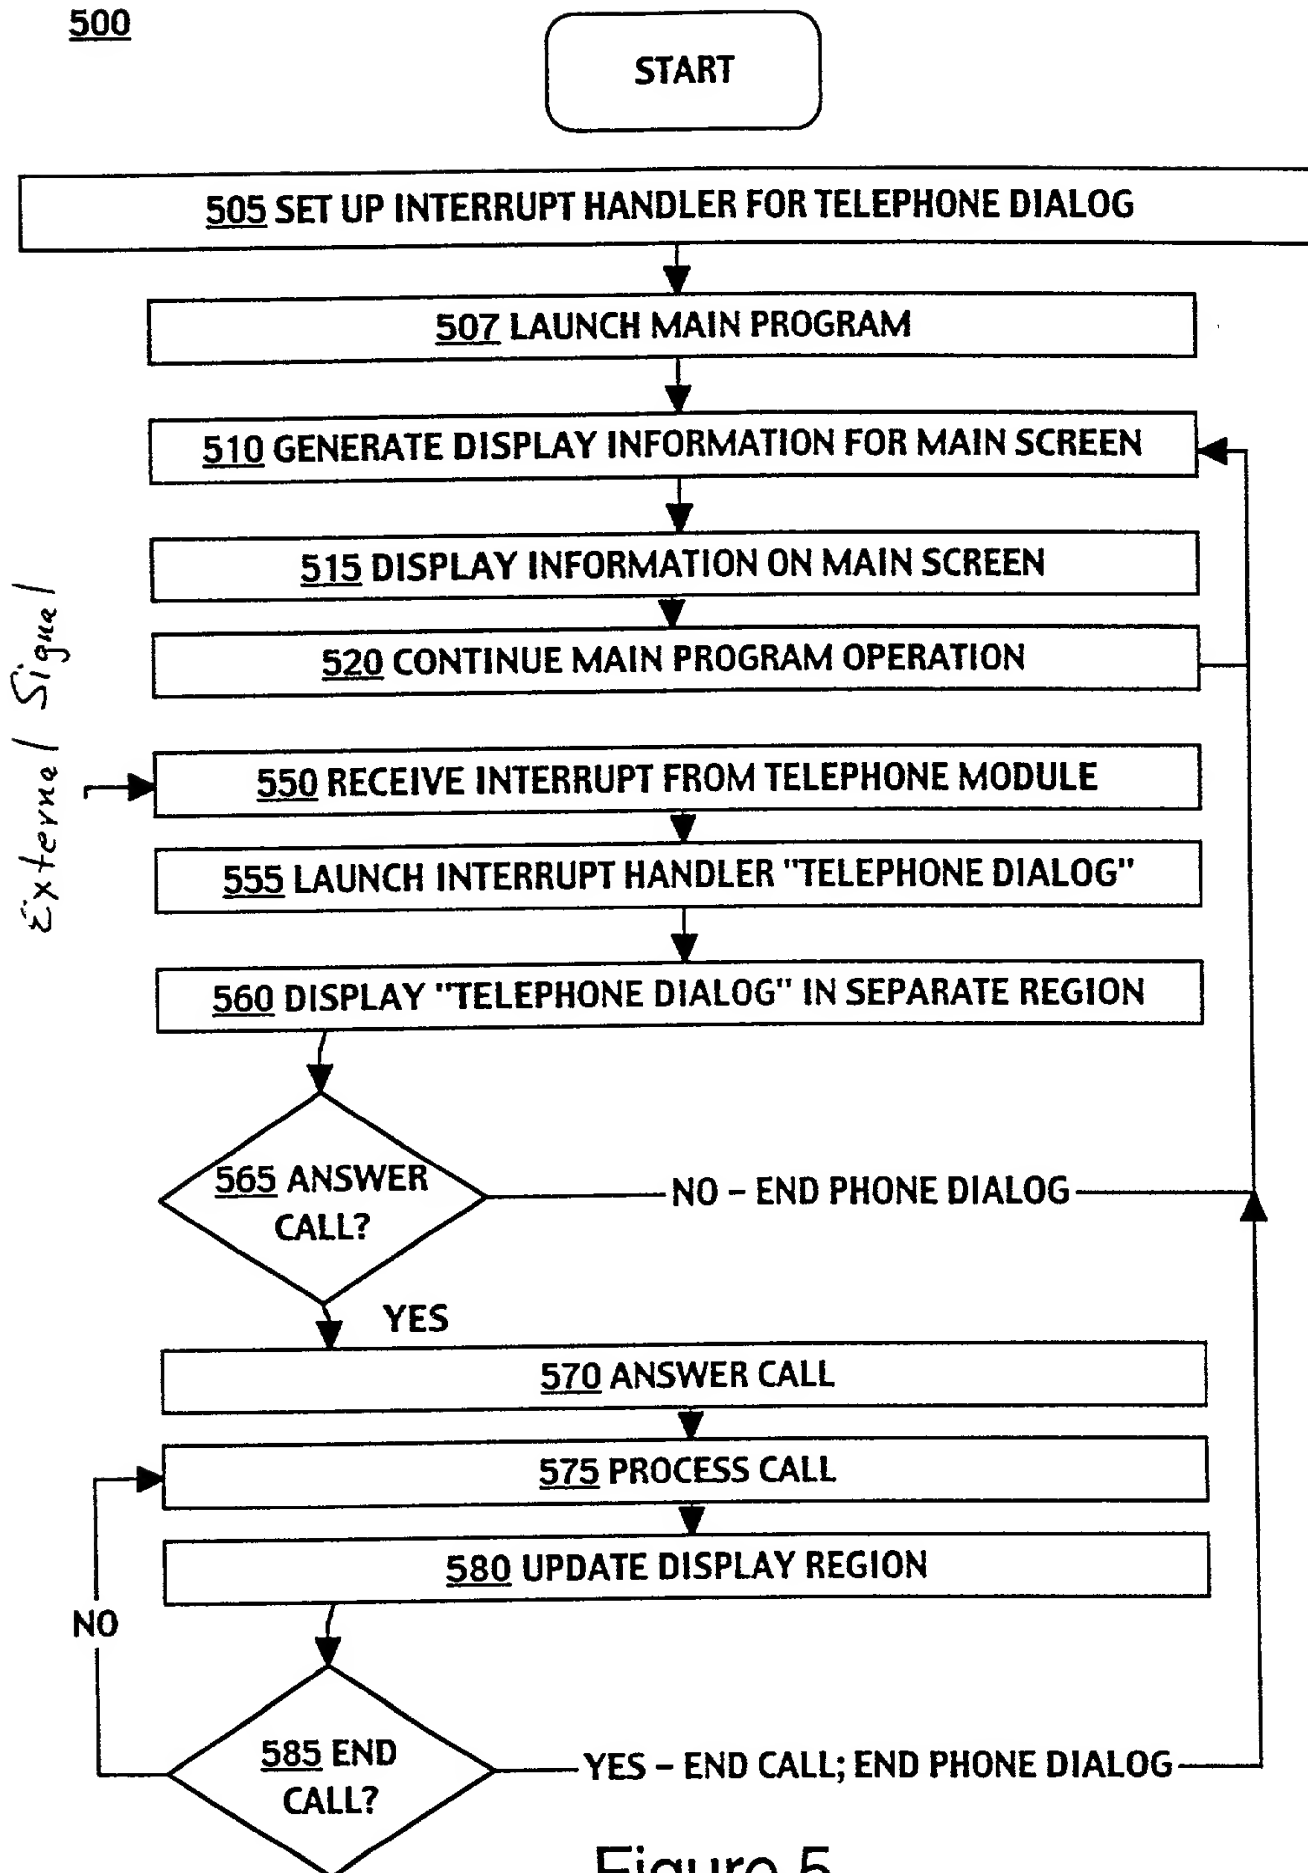 500
START
505 SET UP INTERRUPT HANDLER FOR TELEPHONE DIALOG
507 LAUNCH MAIN PROGRAM
510 GENERATE DISPLAY INFORMATION FOR MAIN SCREEN
515 DISPLAY INFORMATION ON MAIN SCREEN
520 CONTINUE MAIN PROGRAM OPERATION
External Signal
550 RECEIVE INTERRUPT FROM TELEPHONE MODULE
555 LAUNCH INTERRUPT HANDLER "TELEPHONE DIALOG"
560 DISPLAY "TELEPHONE DIALOG" IN SEPARATE REGION
565 ANSWER
CALL?
NO – END PHONE DIALOG
YES
570 ANSWER CALL
575 PROCESS CALL
580 UPDATE DISPLAY REGION
NO
585 END
CALL?
YES – END CALL; END PHONE DIALOG
Figure 5